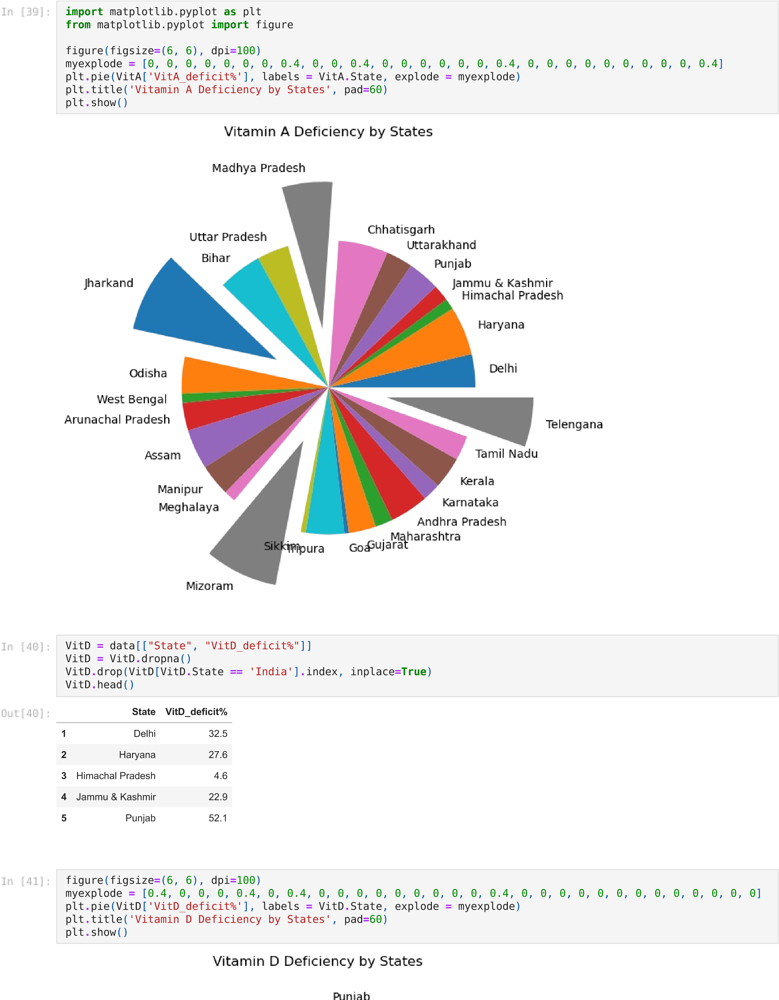 In [39]:
import matplotlib.pyplot as plt
from matplotlib.pyplot import figure
figure(figsize=(6, 6), dpi=100)
myexplode = [0, 0, 0, 0, 0, 0, 0, 0.4, 0, 0, 0.4, 0, 0, 0, 0, 0, 0, 0.4, 0, 0, 0, 0, 0, 0, 0, 0, 0, 0.4]
plt.pie(VitA['VitA_deficit%'], labels = VitA.State, explode = myexplode)
plt.title('Vitamin A Deficiency by States', pad=60)
plt.show()
Vitamin A Deficiency by States
Madhya Pradesh
Chhatisgarh
Uttar Pradesh
Uttarakhand
Bihar
Punjab
Jharkand
Jammu & Kashmir
Himachal Pradesh
Haryana
Delhi
Odisha
West Bengal
Arunachal Pradesh
Telengana
Tamil Nadu
Assam
Kerala
Manipur
Karnataka
Meghalaya
Andhra Pradesh
Maharashtra
Gujarat
Sikkim
Tripura
Goa
Mizoram
In [40]:
VitD = data[["State", "VitD_deficit%"]]
VitD = VitD.dropna()
VitD.drop(VitD[VitD.State == 'India'].index, inplace=True)
VitD.head()
Out[40]:
State VitD_deficit%
1 Delhi 32.5
2 Haryana 27.6
3 Himachal Pradesh 4.6
4 Jammu & Kashmir 22.9
5 Punjab 52.1
In [41]:
figure(figsize=(6, 6), dpi=100)
myexplode = [0.4, 0, 0, 0, 0.4, 0, 0.4, 0, 0, 0, 0, 0, 0, 0, 0, 0, 0.4, 0, 0, 0, 0, 0, 0, 0, 0, 0, 0, 0, 0, 0]
plt.pie(VitD['VitD_deficit%'], labels = VitD.State, explode = myexplode)
plt.title('Vitamin D Deficiency by States', pad=60)
plt.show()
Vitamin D Deficiency by States
Punjab